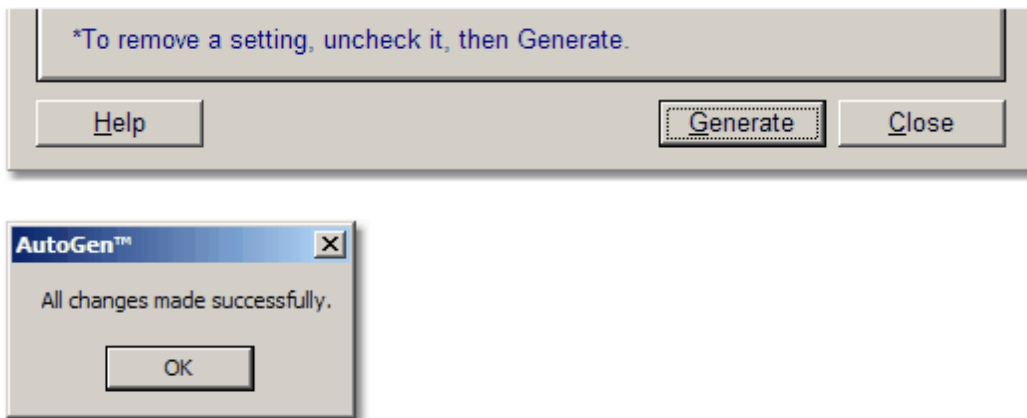 *To remove a setting, uncheck it, then Generate.
Help Generate Close
AutoGen™
All changes made successfully.
OK